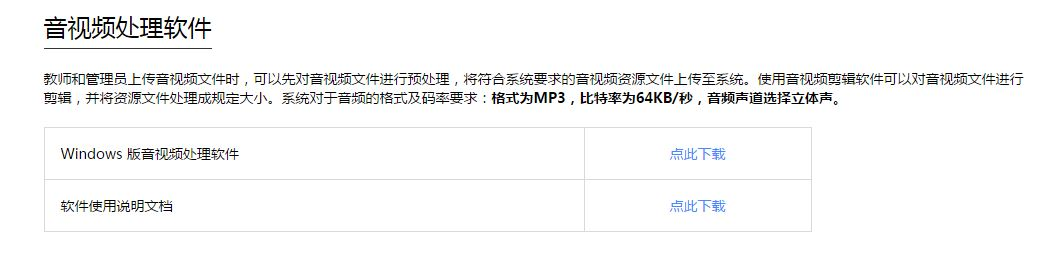 音视频处理软件
教师和管理员上传音视频文件时，可以先对音视频文件进行预处理，将符合系统要求的音视频资源文件上传至系统。使用音视频剪辑软件可以对音视频文件进行
剪辑，并将资源文件处理成规定大小。系统对于音频的格式及码率要求：格式为MP3，比特率为64KB/秒，音频声道选择立体声。
Windows 版音视频处理软件 点此下载
软件使用说明文档 点此下载